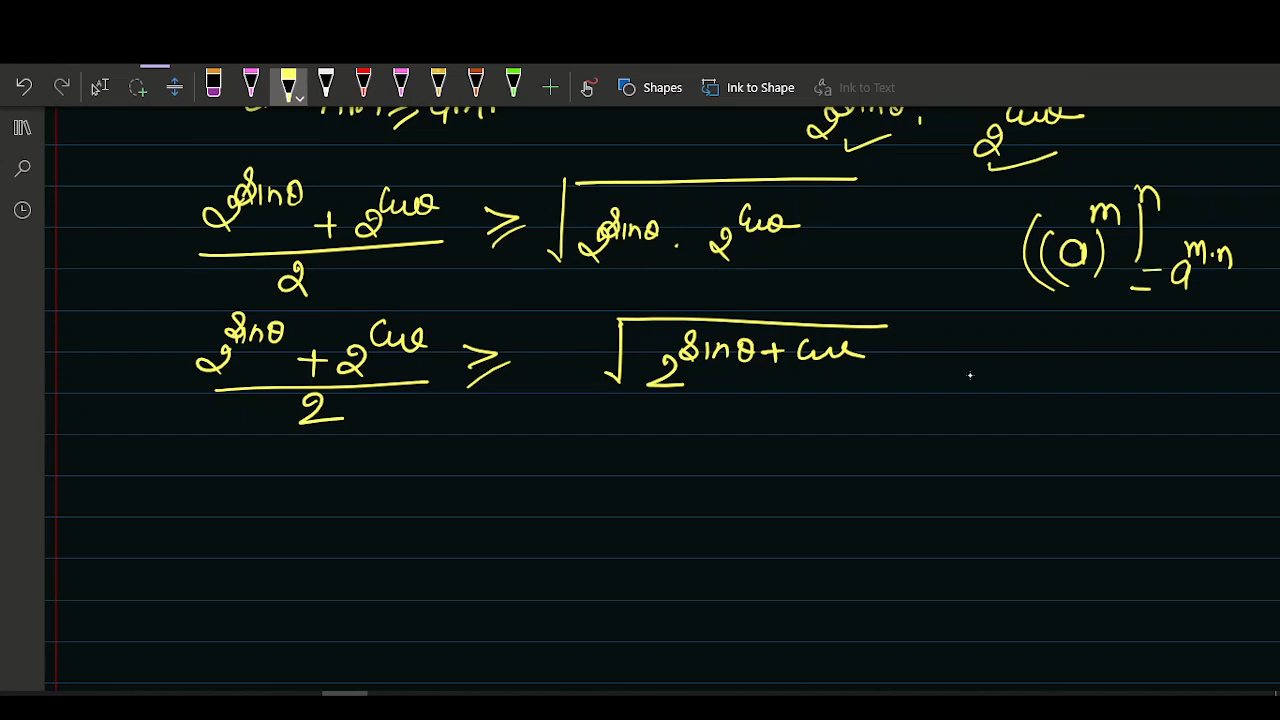 Shapes Ink to Shape Ink to Text
A.M. ≥ G.M.
2^sinθ, 2^cosθ
(2^sinθ + 2^cosθ)/2 ≥ √(2^sinθ · 2^cosθ)
((a)^m)^n = a^m·n
(2^sinθ + 2^cosθ)/2 ≥ √(2^(sinθ + cosθ))